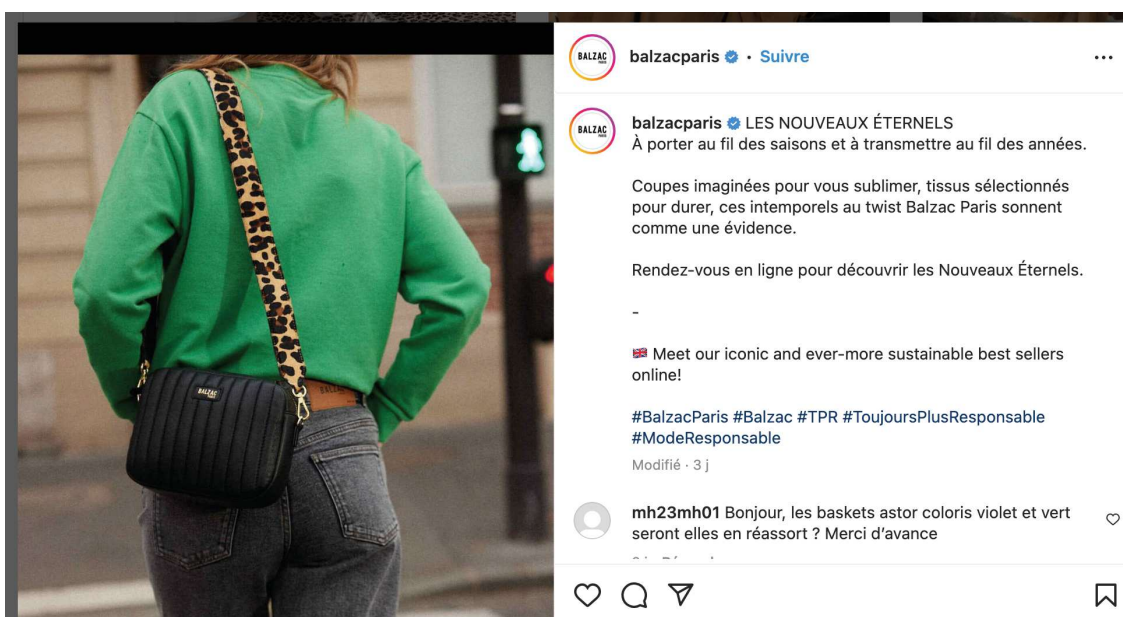 BALZAC
PARIS
balzacparis • Suivre
BALZAC
PARIS
balzacparis LES NOUVEAUX ÉTERNELS
À porter au fil des saisons et à transmettre au fil des années.
Coupes imaginées pour vous sublimer, tissus sélectionnés
pour durer, ces intemporels au twist Balzac Paris sonnent
comme une évidence.
Rendez-vous en ligne pour découvrir les Nouveaux Éternels.
-
🇬🇧 Meet our iconic and ever-more sustainable best sellers
online!
#BalzacParis #Balzac #TPR #ToujoursPlusResponsable
#ModeResponsable
Modifié · 3 j
mh23mh01 Bonjour, les baskets astor coloris violet et vert
seront elles en réassort ? Merci d’avance
BALZAC
PARIS
BALZAC